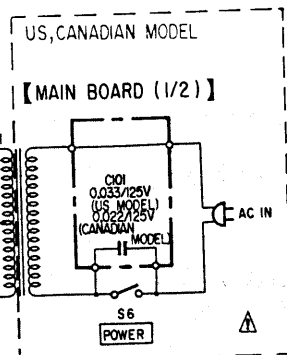 US,CANADIAN MODEL
【MAIN BOARD (1/2)】
C101
0.033/125V
(US MODEL)
0.022/125V
(CANADIAN
MODEL)
AC IN
S6
POWER